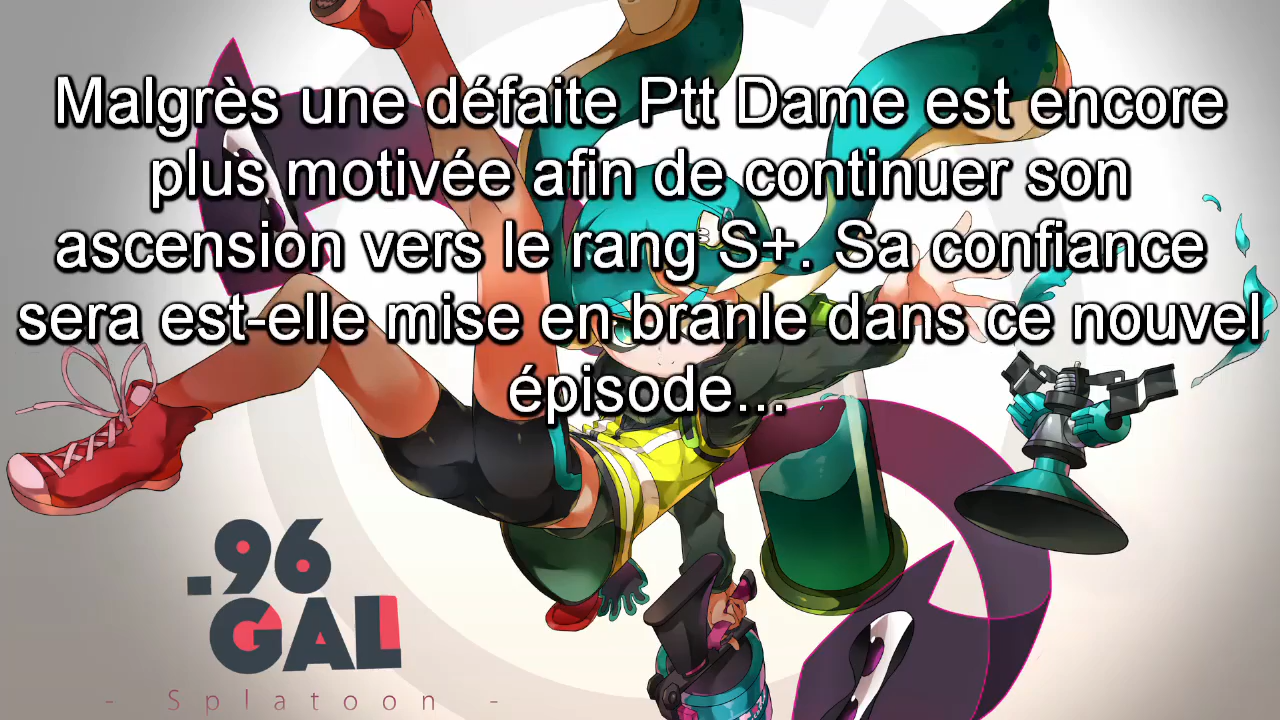 Malgrès une défaite Ptt Dame est encore
plus motivée afin de continuer son
ascension vers le rang S+. Sa confiance
sera est-elle mise en branle dans ce nouvel
épisode...
.96
GAL
- Splatoon -